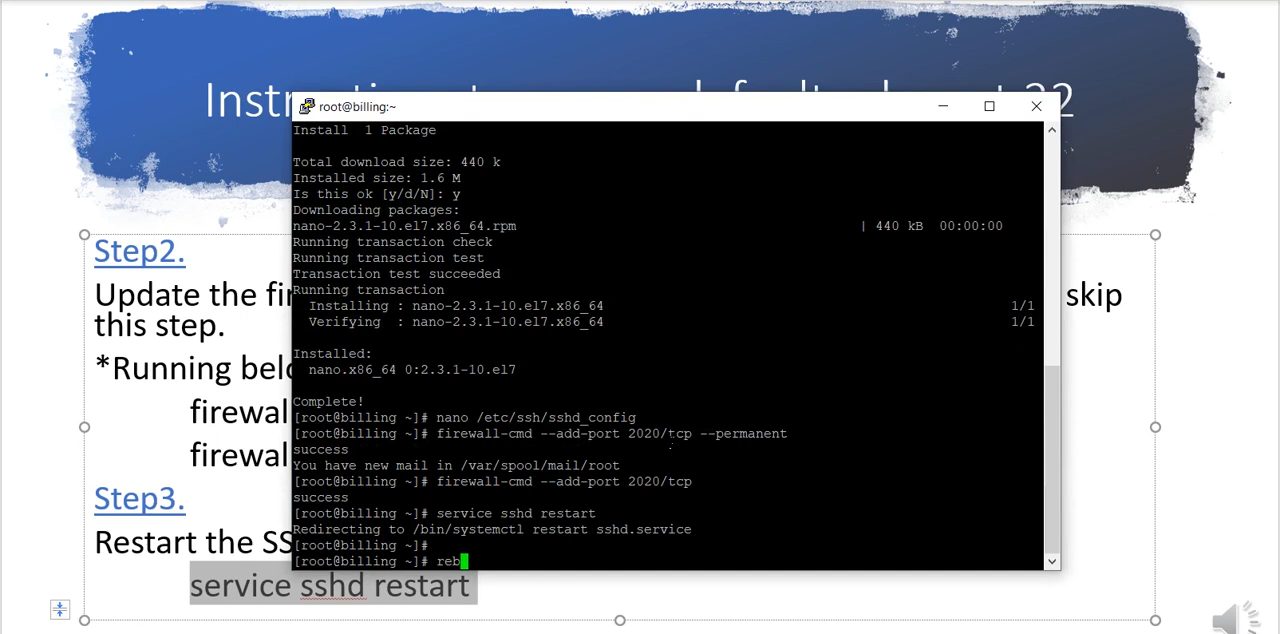 Inst
22
root@billing:~
Install  1 Package
Total download size: 440 k
Installed size: 1.6 M
Is this ok [y/d/N]: y
Downloading packages:
nano-2.3.1-10.el7.x86_64.rpm | 440 kB  00:00:00
Running transaction check
Running transaction test
Transaction test succeeded
Running transaction
Installing : nano-2.3.1-10.el7.x86_64 1/1
Verifying  : nano-2.3.1-10.el7.x86_64 1/1
Installed:
nano.x86_64 0:2.3.1-10.el7
Complete!
[root@billing ~]# nano /etc/ssh/sshd_config
[root@billing ~]# firewall-cmd --add-port 2020/tcp --permanent
success
You have new mail in /var/spool/mail/root
[root@billing ~]# firewall-cmd --add-port 2020/tcp
success
[root@billing ~]# service sshd restart
Redirecting to /bin/systemctl restart sshd.service
[root@billing ~]#
[root@billing ~]# reb
Step2.
Update the fi skip
this step.
*Running belo
firewal
firewal
Step3.
Restart the SS
service sshd restart